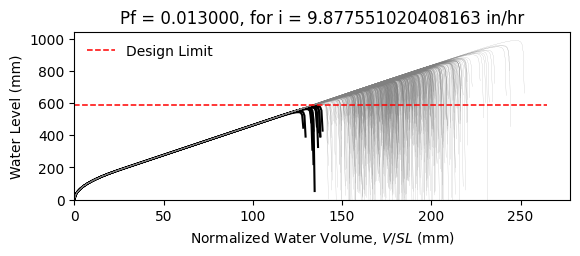 Pf = 0.013000, for i = 9.877551020408163 in/hr
Design Limit
Water Level (mm)
1000
800
600
400
200
0
0 50 100 150 200 250
Normalized Water Volume, V/SL (mm)